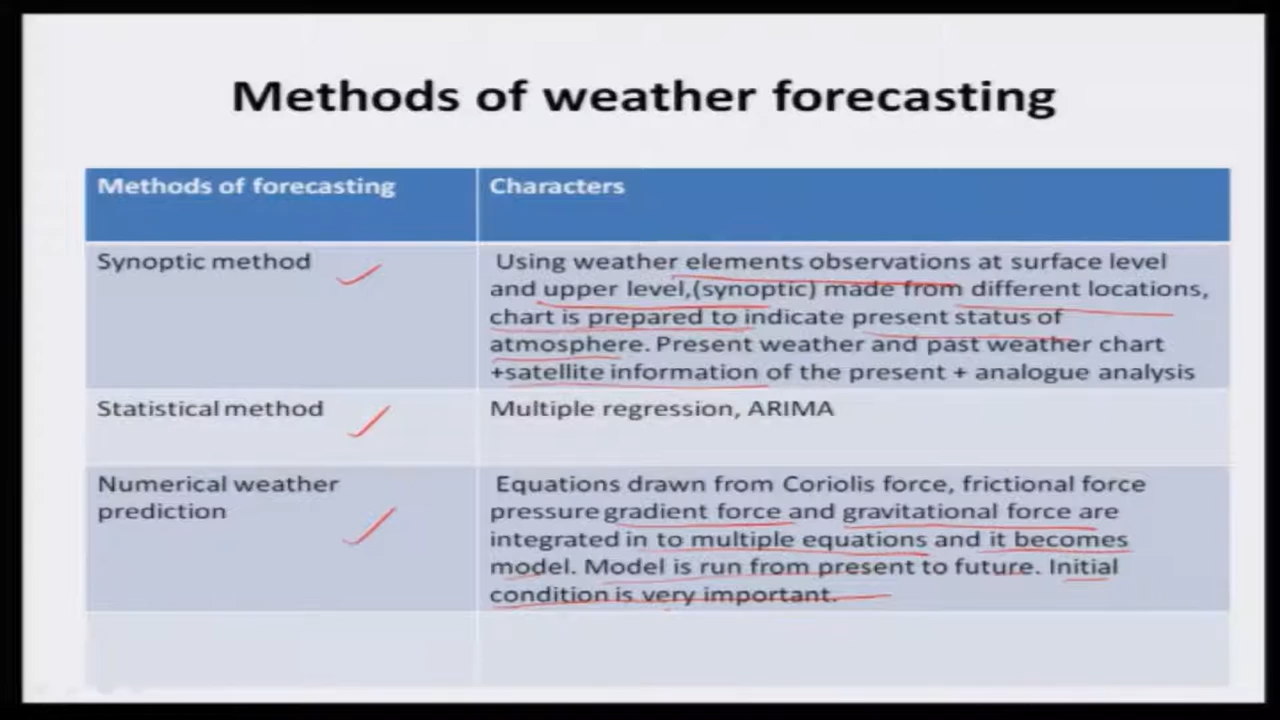 Methods of weather forecasting
Methods of forecasting
Characters
Synoptic method
Using weather elements observations at surface level
and upper level,(synoptic) made from different locations,
chart is prepared to indicate present status of
atmosphere. Present weather and past weather chart
+satellite information of the present + analogue analysis
Statistical method
Multiple regression, ARIMA
Numerical weather
prediction
Equations drawn from Coriolis force, frictional force
pressure gradient force and gravitational force are
integrated in to multiple equations and it becomes
model. Model is run from present to future. Initial
condition is very important.